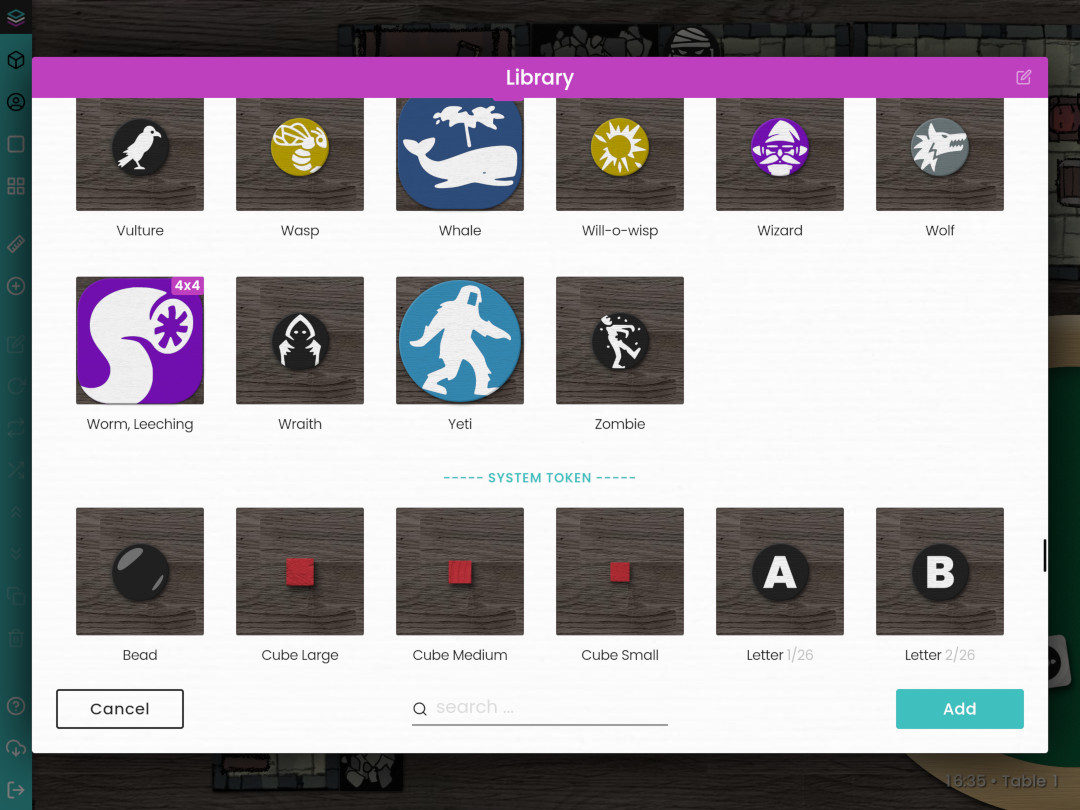 Library
Vulture
Wasp
Whale
Will-o-wisp
Wizard
Wolf
4x4
Worm, Leeching
Wraith
Yeti
Zombie
----- SYSTEM TOKEN -----
A
B
Bead
Cube Large
Cube Medium
Cube Small
Letter 1/26
Letter 2/26
Cancel
search ...
Add
16:35 • Table 1